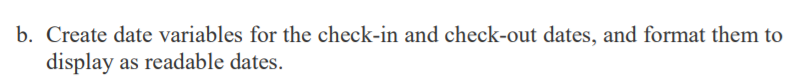 b. Create date variables for the check-in and check-out dates, and format them to
display as readable dates.